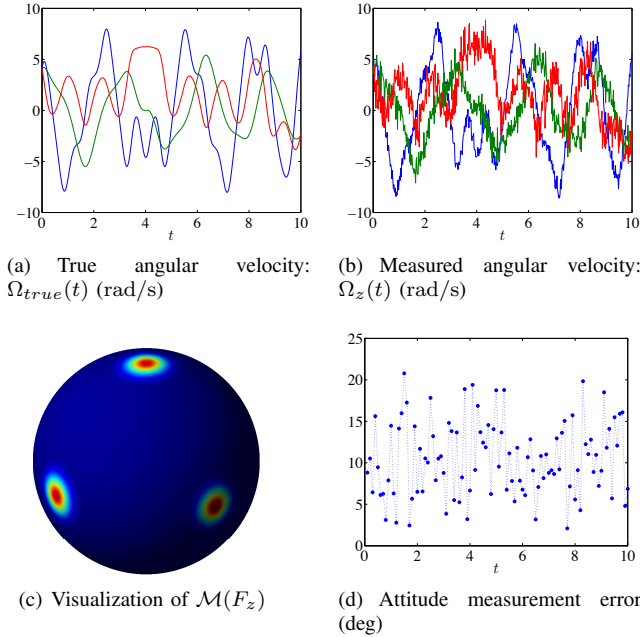 10
5
0
−5
−10
0 2 4 6 8 10
t
(a) True angular velocity:
Ω_true(t) (rad/s)
10
5
0
−5
−10
0 2 4 6 8 10
t
(b) Measured angular velocity:
Ω_z(t) (rad/s)
(c) Visualization of M(F_z)
25
20
15
10
5
0
0 2 4 6 8 10
t
(d) Attitude measurement error
(deg)